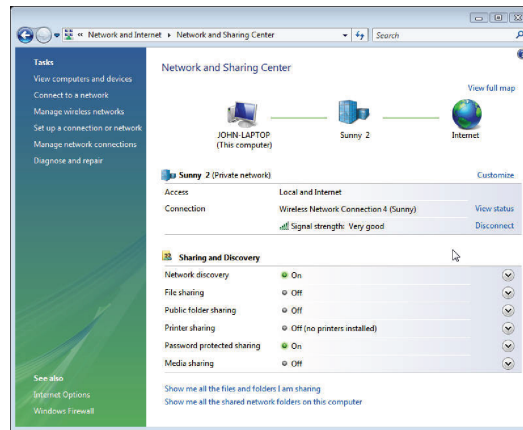 « Network and Internet ▸ Network and Sharing Center
Search
Tasks
View computers and devices
Connect to a network
Manage wireless networks
Set up a connection or network
Manage network connections
Diagnose and repair
See also
Internet Options
Windows Firewall
Network and Sharing Center
View full map
JOHN-LAPTOP
(This computer)
Sunny 2
Internet
Sunny 2 (Private network) Customize
Access Local and Internet
Connection Wireless Network Connection 4 (Sunny) View status
Signal strength: Very good Disconnect
Sharing and Discovery
Network discovery On
File sharing Off
Public folder sharing Off
Printer sharing Off (no printers installed)
Password protected sharing On
Media sharing Off
Show me all the files and folders I am sharing
Show me all the shared network folders on this computer